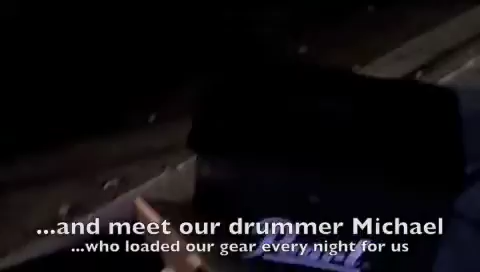 ...and meet our drummer Michael
...who loaded our gear every night for us